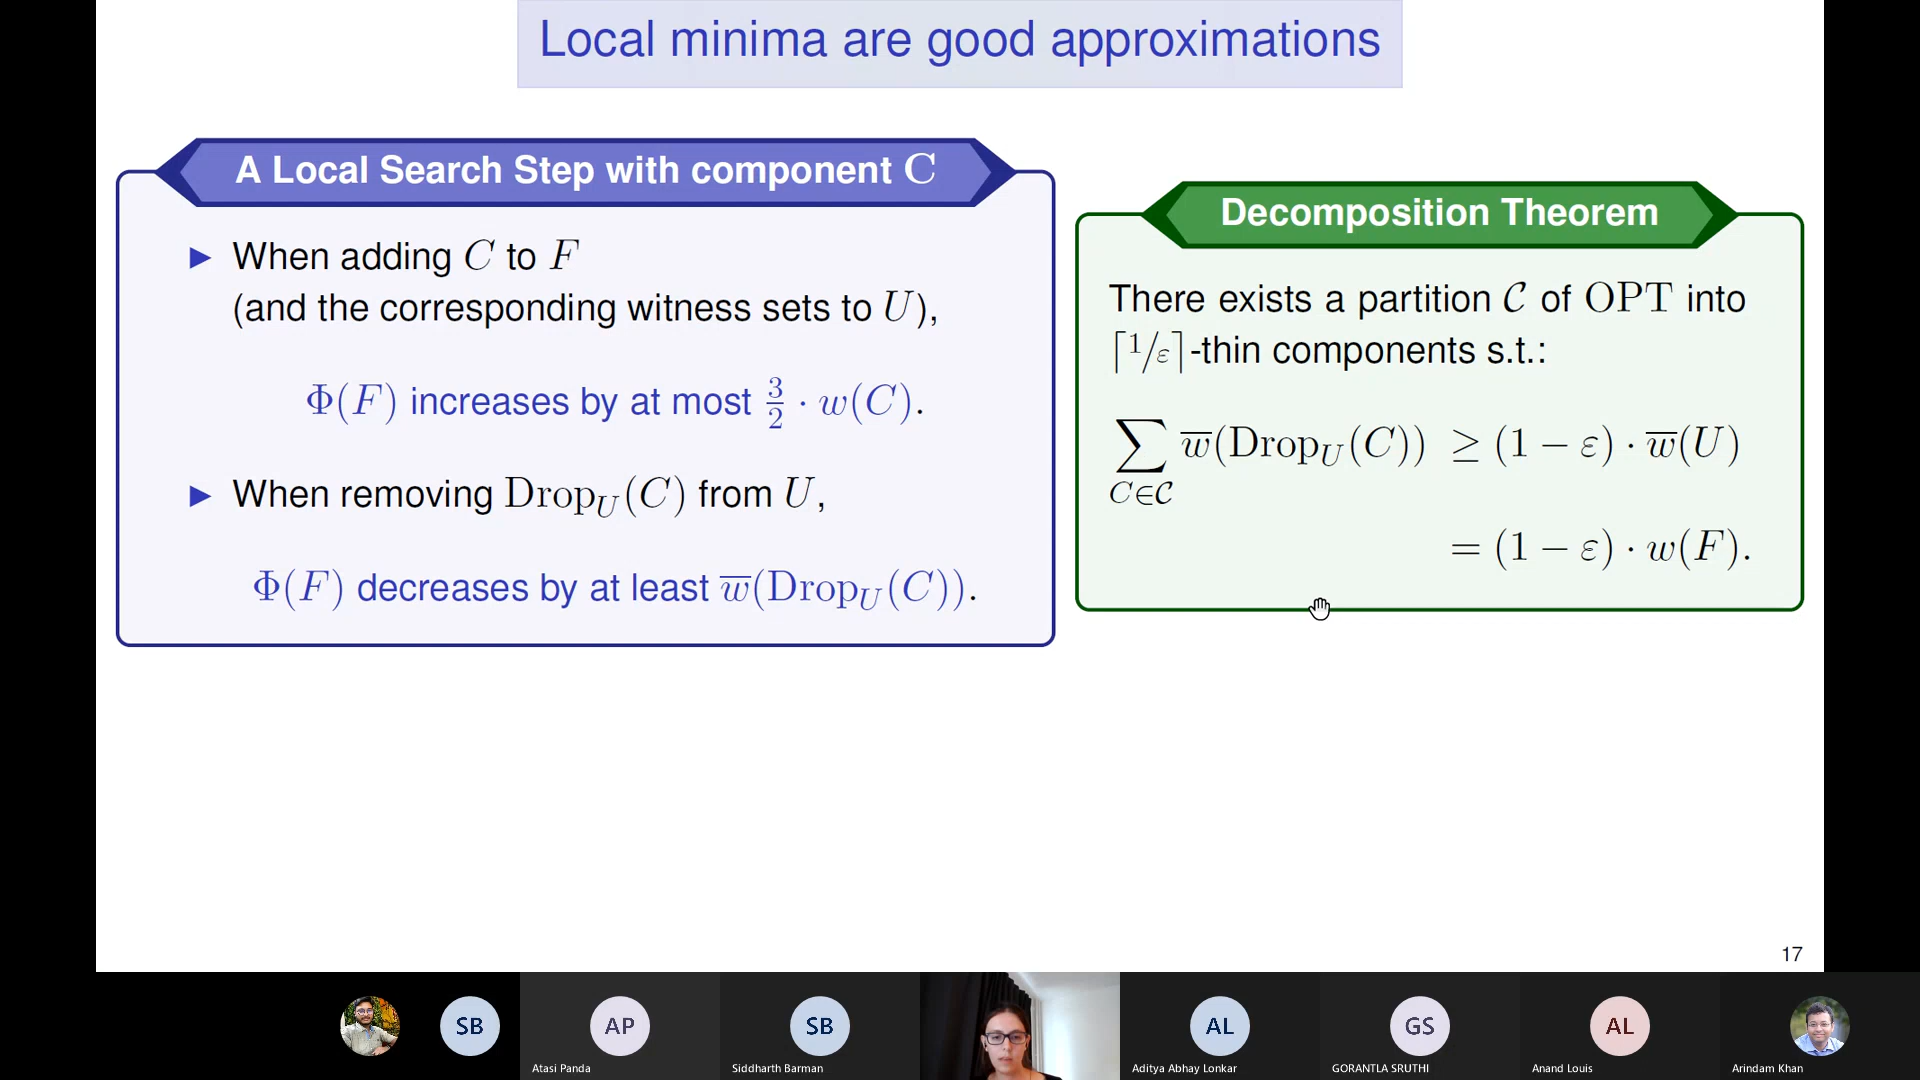 Local minima are good approximations
A Local Search Step with component C
▶ When adding C to F
(and the corresponding witness sets to U),
Φ(F) increases by at most 3/2 · w(C).
▶ When removing Drop_U(C) from U,
Φ(F) decreases by at least w̅(Drop_U(C)).
Decomposition Theorem
There exists a partition 𝒞 of OPT into
⌈1/ε⌉-thin components s.t.:
∑_{C∈𝒞} w̅(Drop_U(C)) ≥ (1 − ε) · w̅(U)
= (1 − ε) · w(F).
17
SB
AP
SB
AL
GS
AL
Atasi Panda
Siddharth Barman
Aditya Abhay Lonkar
GORANTLA SRUTHI
Anand Louis
Arindam Khan